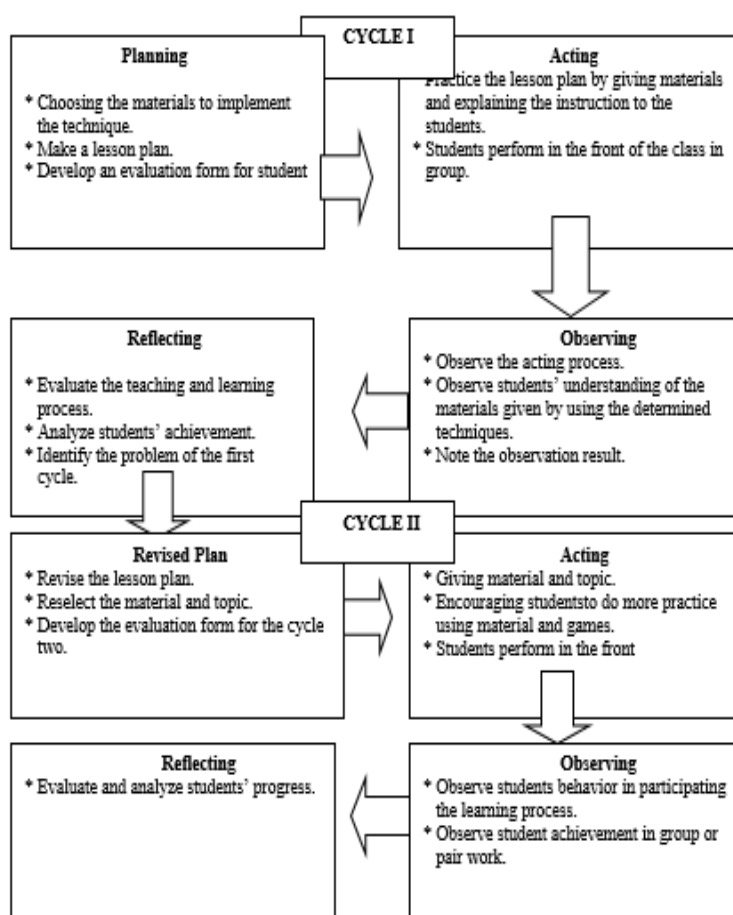 CYCLE I
Planning
* Choosing the materials to implement
the technique.
* Make a lesson plan.
* Develop an evaluation form for student
Acting
Practice the lesson plan by giving materials
and explaining the instruction to the
students.
* Students perform in the front of the class in
group.
Observing
* Observe the acting process.
* Observe students’ understanding of the
materials given by using the determined
techniques.
* Note the observation result.
Reflecting
* Evaluate the teaching and learning
process.
* Analyze students’ achievement.
* Identify the problem of the first
cycle.
CYCLE II
Revised Plan
* Revise the lesson plan.
* Reselect the material and topic.
* Develop the evaluation form for the cycle
two.
Acting
* Giving material and topic.
* Encouraging studentsto do more practice
using material and games.
* Students perform in the front
Observing
* Observe students behavior in participating
the learning process.
* Observe student achievement in group or
pair work.
Reflecting
* Evaluate and analyze students’ progress.